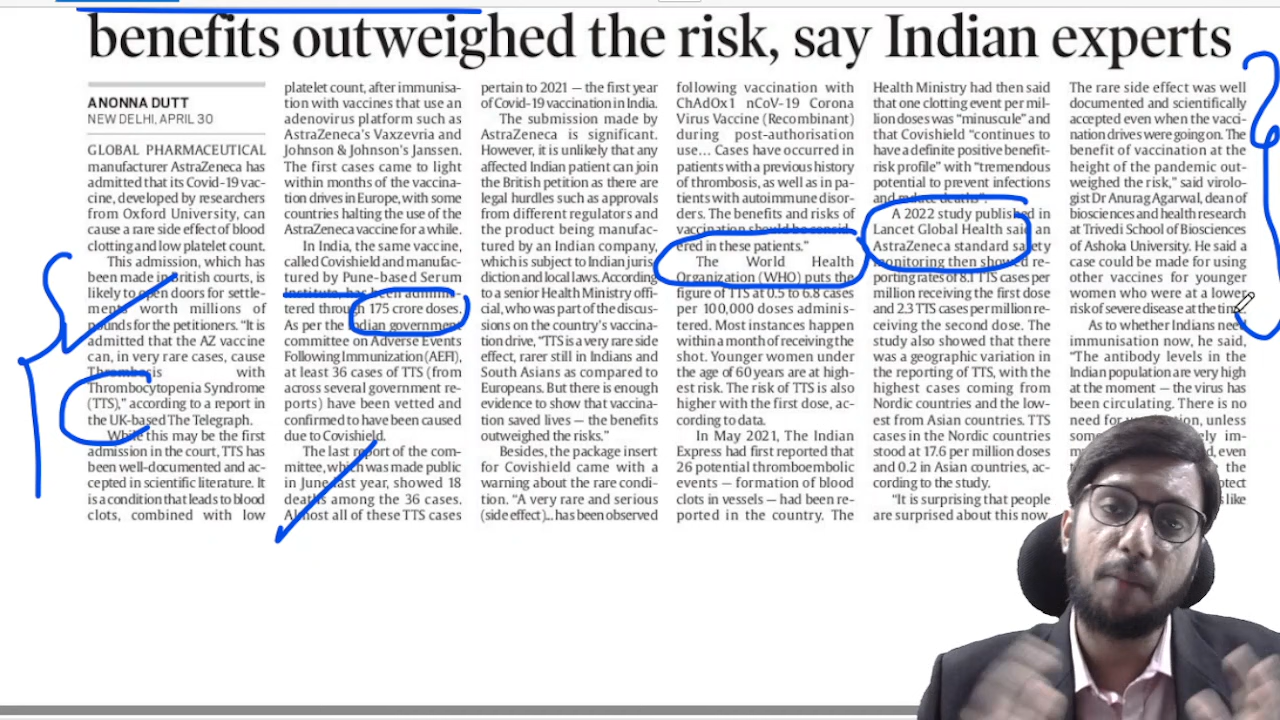 benefits outweighed the risk, say Indian experts
ANONNA DUTT
NEW DELHI, APRIL 30
GLOBAL PHARMACEUTICAL
manufacturer AstraZeneca has
admitted that its Covid-19 vac-
cine, developed by researchers
from Oxford University, can
cause a rare side effect of blood
clotting and low platelet count.
This admission, which has
been made in British courts, is
likely to open doors for settle-
ments worth millions of
pounds for the petitioners. "It is
admitted that the AZ vaccine
can, in very rare cases, cause
Thrombosis with
Thrombocytopenia Syndrome
(TTS)," according to a report in
the UK-based The Telegraph.
While this may be the first
admission in the court, TTS has
been well-documented and ac-
cepted in scientific literature. It
is a condition that leads to blood
clots, combined with low
platelet count, after immunisa-
tion with vaccines that use an
adenovirus platform such as
AstraZeneca's Vaxzevria and
Johnson & Johnson's Janssen.
The first cases came to light
within months of the vaccina-
tion drives in Europe, with some
countries halting the use of the
AstraZeneca vaccine for a while.
In India, the same vaccine,
called Covishield and manufac-
tured by Pune-based Serum
Institute, has been adminis-
tered through 175 crore doses.
As per the Indian government
committee on Adverse Events
Following Immunization (AEFI),
at least 36 cases of TTS (from
across several government re-
ports) have been vetted and
confirmed to have been caused
due to Covishield.
The last report of the com-
mittee, which was made public
in June last year, showed 18
deaths among the 36 cases.
Almost all of these TTS cases
pertain to 2021 — the first year
of Covid-19 vaccination in India.
The submission made by
AstraZeneca is significant.
However, it is unlikely that any
affected Indian patient can join
the British petition as there are
legal hurdles such as approvals
from different regulators and
the product being manufac-
tured by an Indian company,
which is subject to Indian juris-
diction and local laws. According
to a senior Health Ministry offi-
cial, who was part of the discus-
sions on the country's vaccina-
tion drive, "TTS is a very rare side
effect, rarer still in Indians and
South Asians as compared to
Europeans. But there is enough
evidence to show that vaccina-
tion saved lives — the benefits
outweighed the risks."
Besides, the package insert
for Covishield came with a
warning about the rare condi-
tion. "A very rare and serious
(side effect)... has been observed
following vaccination with
ChAdOx1 nCoV-19 Corona
Virus Vaccine (Recombinant)
during post-authorisation
use... Cases have occurred in
patients with a previous history
of thrombosis, as well as in pa-
tients with autoimmune disor-
ders. The benefits and risks of
vaccination should be consid-
ered in these patients."
The World Health
Organization (WHO) puts the
figure of TTS at 0.5 to 6.8 cases
per 100,000 doses adminis-
tered. Most instances happen
within a month of receiving the
shot. Younger women under
the age of 60 years are at high-
est risk. The risk of TTS is also
higher with the first dose, ac-
cording to data.
In May 2021, The Indian
Express had first reported that
26 potential thromboembolic
events — formation of blood
clots in vessels — had been re-
ported in the country. The
Health Ministry had then said
that one clotting event per mil-
lion doses was "minuscule" and
that Covishield "continues to
have a definite positive benefit-
risk profile" with "tremendous
potential to prevent infections
and reduce deaths".
A 2022 study published in
Lancet Global Health said an
AstraZeneca standard safety
monitoring then showed re-
porting rates of 8.1 TTS cases per
million receiving the first dose
and 2.3 TTS cases per million re-
ceiving the second dose. The
study also showed that there
was a geographic variation in
the reporting of TTS, with the
highest cases coming from
Nordic countries and the low-
est from Asian countries. TTS
cases in the Nordic countries
stood at 17.6 per million doses
and 0.2 in Asian countries, ac-
cording to the study.
"It is surprising that people
are surprised about this now.
The rare side effect was well
documented and scientifically
accepted even when the vacci-
nation drives were going on. The
benefit of vaccination at the
height of the pandemic out-
weighed the risk," said virolo-
gist Dr Anurag Agarwal, dean of
biosciences and health research
at Trivedi School of Biosciences
of Ashoka University. He said a
case could be made for using
other vaccines for younger
women who were at a lower
risk of severe disease at the time.
As to whether Indians need
immunisation now, he said,
"The antibody levels in the
Indian population are very high
at the moment — the virus has
been circulating. There is no
need for unless
even
the
like